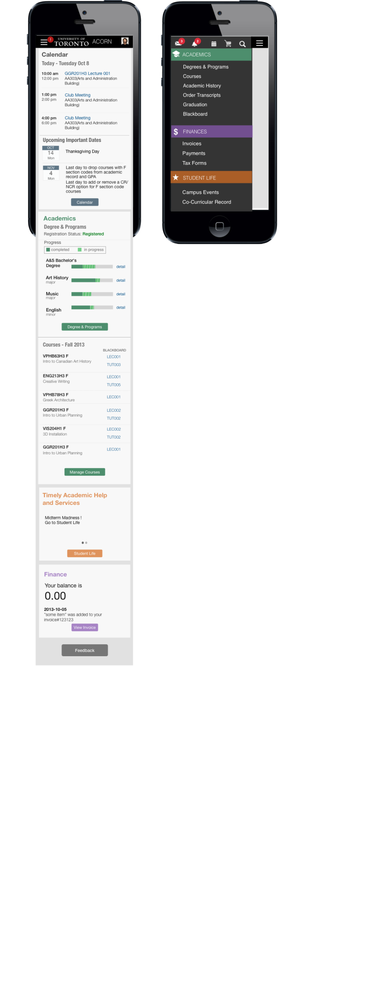 !
UNIVERSITY OF
TORONTO ACORN
Calendar
Today - Tuesday Oct 8
10:00 am GGR201H3 Lecture 001
12:00 pm AA303(Arts and Administration
Building)
1:00 pm Club Meeting
2:00 pm AA303(Arts and Administration
Building)
4:00 pm Club Meeting
6:00 pm AA303(Arts and Administration
Building)
Upcoming Important Dates
OCT
14
Mon
Thanksgiving Day
NOV
4
Mon
Last day to drop courses with F
section codes from academic
record and GPA
Last day to add or remove a CR/
NCR option for F section code
courses
Calendar
Academics
Degree & Programs
Registration Status: Registered
Progress
completed in progress
A&S Bachelor's
Degree detail
Art History
major detail
Music
major detail
English
minor detail
Degree & Programs
Courses - Fall 2013
BLACKBOARD
VPHB63H3 F LEC001
Intro to Canadian Art History
TUT003
ENG213H3 F LEC001
Creative Writing
TUT005
VPHB78H3 F
Greek Architecture LEC001
GGR201H3 F LEC002
Intro to Urban Planning
TUT002
VIS204H1 F LEC002
3D Installation
TUT002
GGR201H3 F LEC001
Intro to Urban Planning
Manage Courses
Timely Academic Help
and Services
Midterm Madness !
Go to Student Life
Student Life
Finance
Your balance is
0.00
2013-10-05
"some item" was added to your
invoice#123123
View Invoice
Feedback
3 2
ACADEMICS
Degrees & Programs
Courses
Academic History
Order Transcripts
Graduation
Blackboard
$ FINANCES
Invoices
Payments
Tax Forms
STUDENT LIFE
Campus Events
Co-Curricular Record